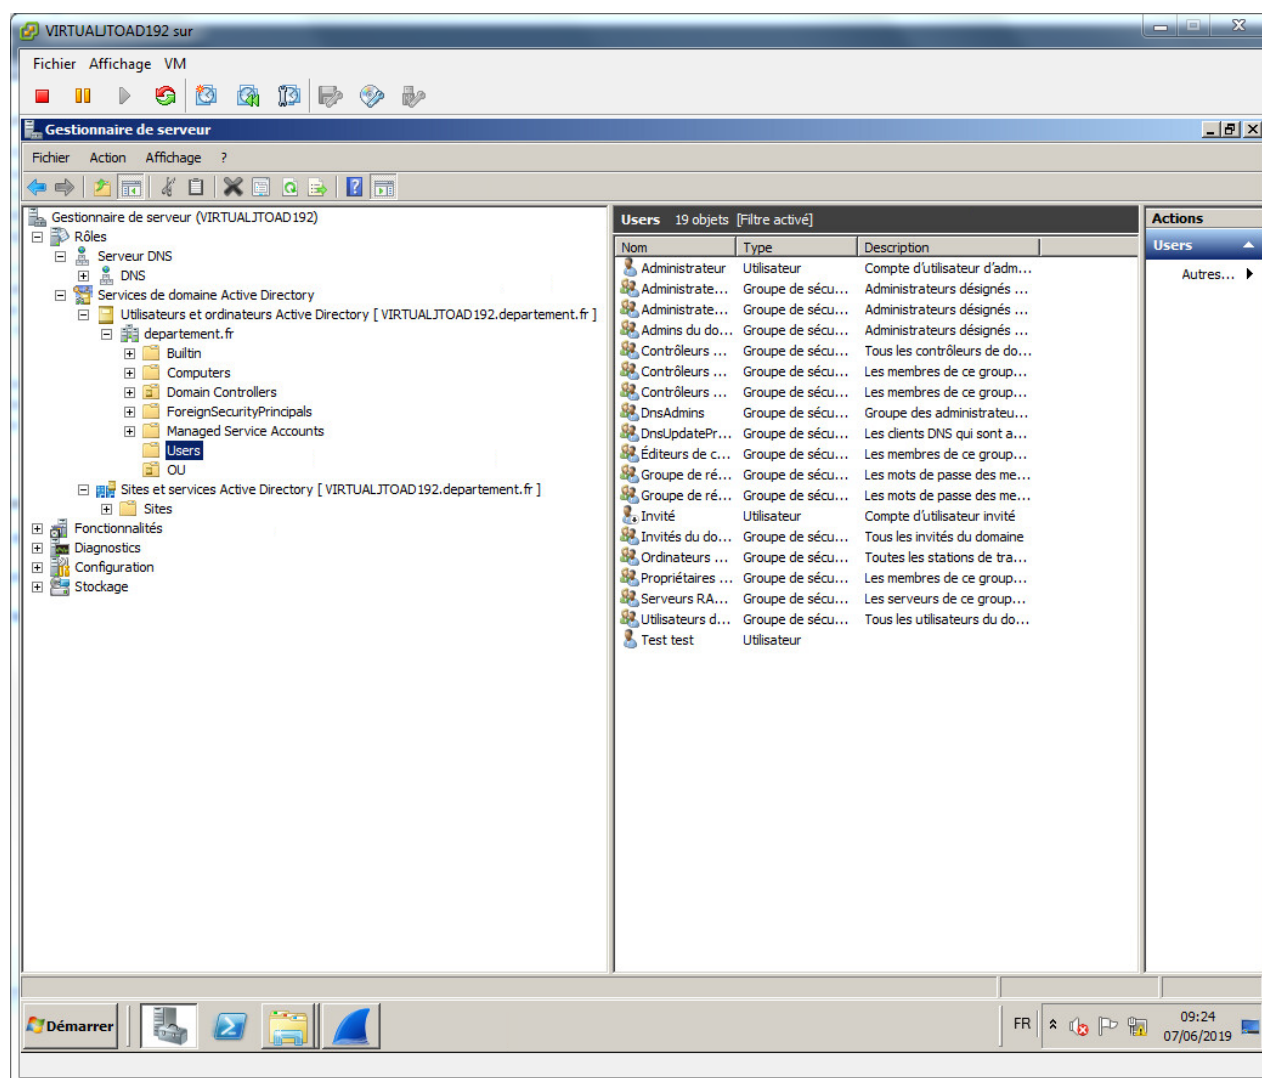 VIRTUALJTOAD192 sur
Fichier Affichage VM
Gestionnaire de serveur
Fichier Action Affichage ?
Gestionnaire de serveur (VIRTUALJTOAD192)
Rôles
Serveur DNS
DNS
Services de domaine Active Directory
Utilisateurs et ordinateurs Active Directory [ VIRTUALJTOAD192.departement.fr ]
departement.fr
Builtin
Computers
Domain Controllers
ForeignSecurityPrincipals
Managed Service Accounts
Users
OU
Sites et services Active Directory [ VIRTUALJTOAD192.departement.fr ]
Sites
Fonctionnalités
Diagnostics
Configuration
Stockage
Users 19 objets [Filtre activé]
Nom Type Description
Administrateur Utilisateur Compte d'utilisateur d'adm...
Administrate... Groupe de sécu... Administrateurs désignés ...
Administrate... Groupe de sécu... Administrateurs désignés ...
Admins du do... Groupe de sécu... Administrateurs désignés ...
Contrôleurs ... Groupe de sécu... Tous les contrôleurs de do...
Contrôleurs ... Groupe de sécu... Les membres de ce group...
Contrôleurs ... Groupe de sécu... Les membres de ce group...
DnsAdmins Groupe de sécu... Groupe des administrateu...
DnsUpdatePr... Groupe de sécu... Les clients DNS qui sont a...
Éditeurs de c... Groupe de sécu... Les membres de ce group...
Groupe de ré... Groupe de sécu... Les mots de passe des me...
Groupe de ré... Groupe de sécu... Les mots de passe des me...
Invité Utilisateur Compte d'utilisateur invité
Invités du do... Groupe de sécu... Tous les invités du domaine
Ordinateurs ... Groupe de sécu... Toutes les stations de tra...
Propriétaires ... Groupe de sécu... Les membres de ce group...
Serveurs RA... Groupe de sécu... Les serveurs de ce group...
Utilisateurs d... Groupe de sécu... Tous les utilisateurs du do...
Test test Utilisateur
Actions
Users
Autres...
Démarrer
FR
09:24
07/06/2019